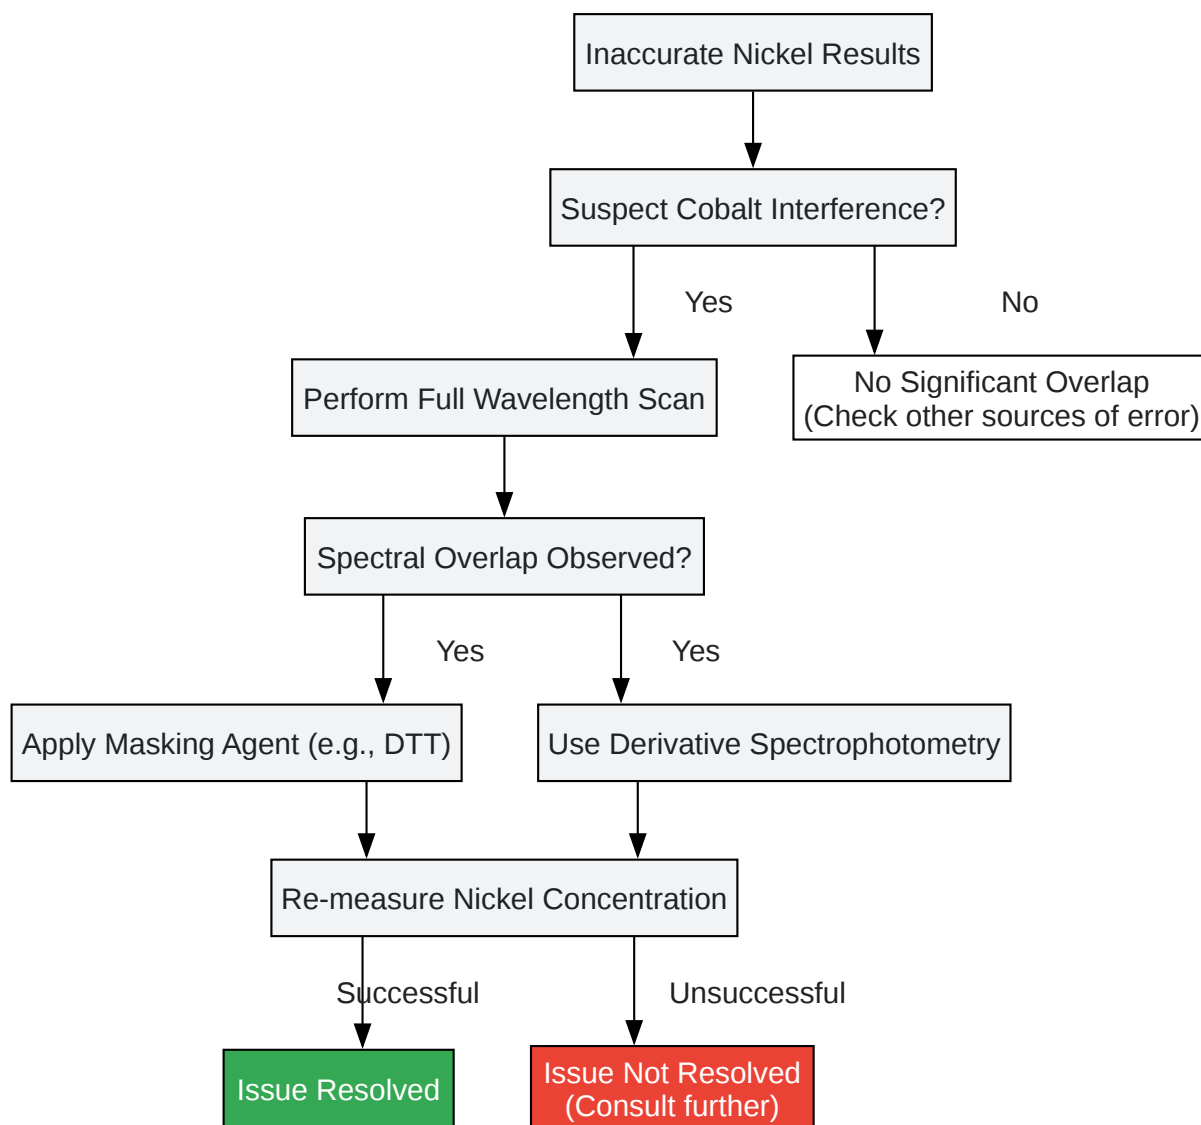 Inaccurate Nickel Results
Suspect Cobalt Interference?
Yes
No
Perform Full Wavelength Scan
No Significant Overlap
(Check other sources of error)
Spectral Overlap Observed?
Yes
Yes
Apply Masking Agent (e.g., DTT)
Use Derivative Spectrophotometry
Re-measure Nickel Concentration
Successful
Unsuccessful
Issue Resolved
Issue Not Resolved
(Consult further)